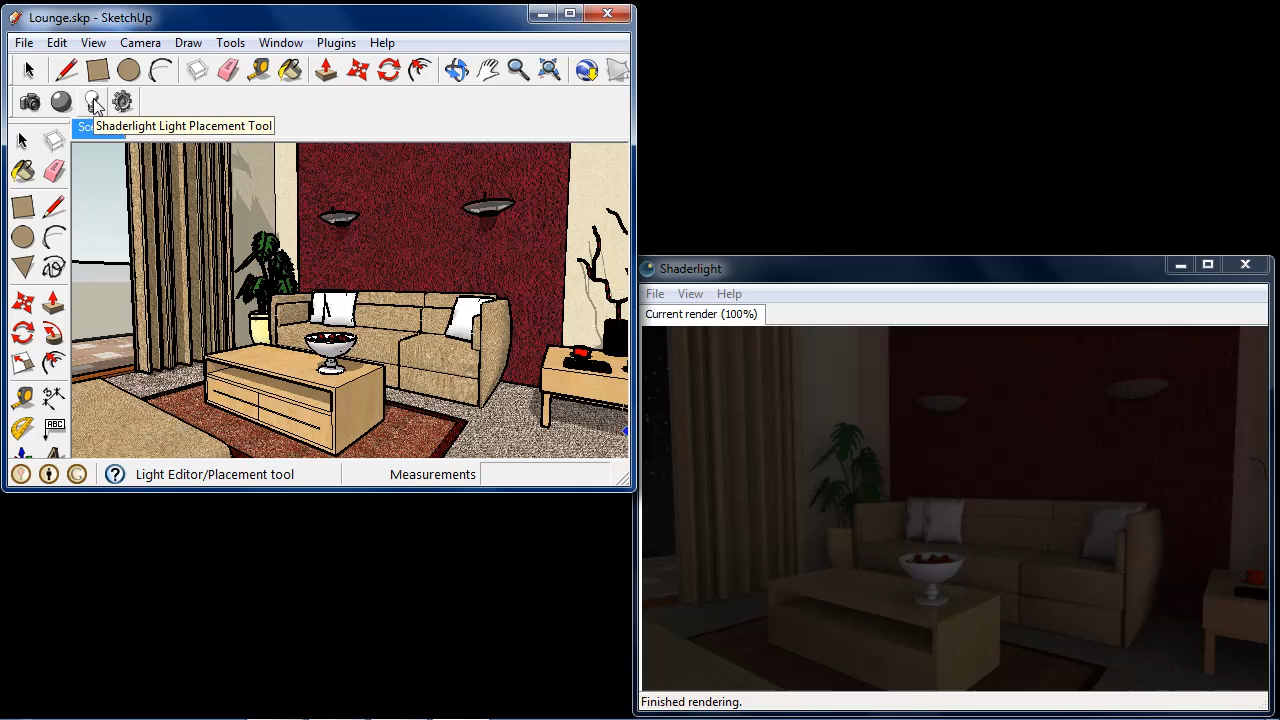 Lounge.skp - SketchUp
File Edit View Camera Draw Tools Window Plugins Help
Shaderlight Light Placement Tool
ABC
Light Editor/Placement tool
Measurements
Shaderlight
File View Help
Current render (100%)
Finished rendering.